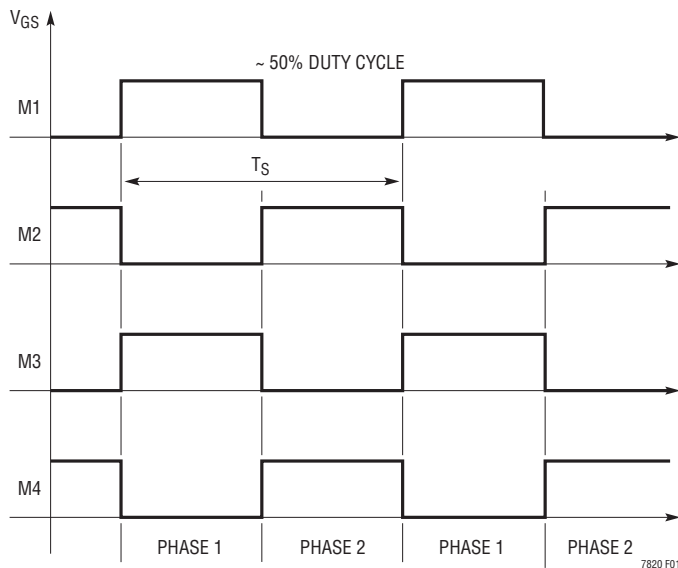 VGS
~ 50% DUTY CYCLE
M1
TS
M2
M3
M4
PHASE 1 PHASE 2 PHASE 1 PHASE 2
7820 F01